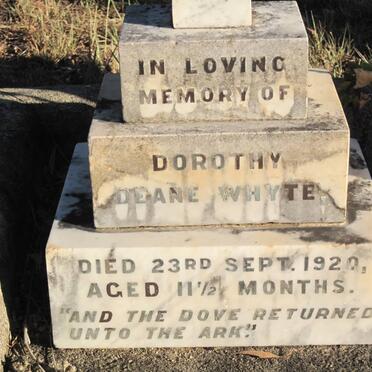 IN LOVING
MEMORY OF
DOROTHY
DEANE WHYTE,
DIED 23RD SEPT. 1920,
AGED 11½ MONTHS.
"AND THE DOVE RETURNED
UNTO THE ARK."